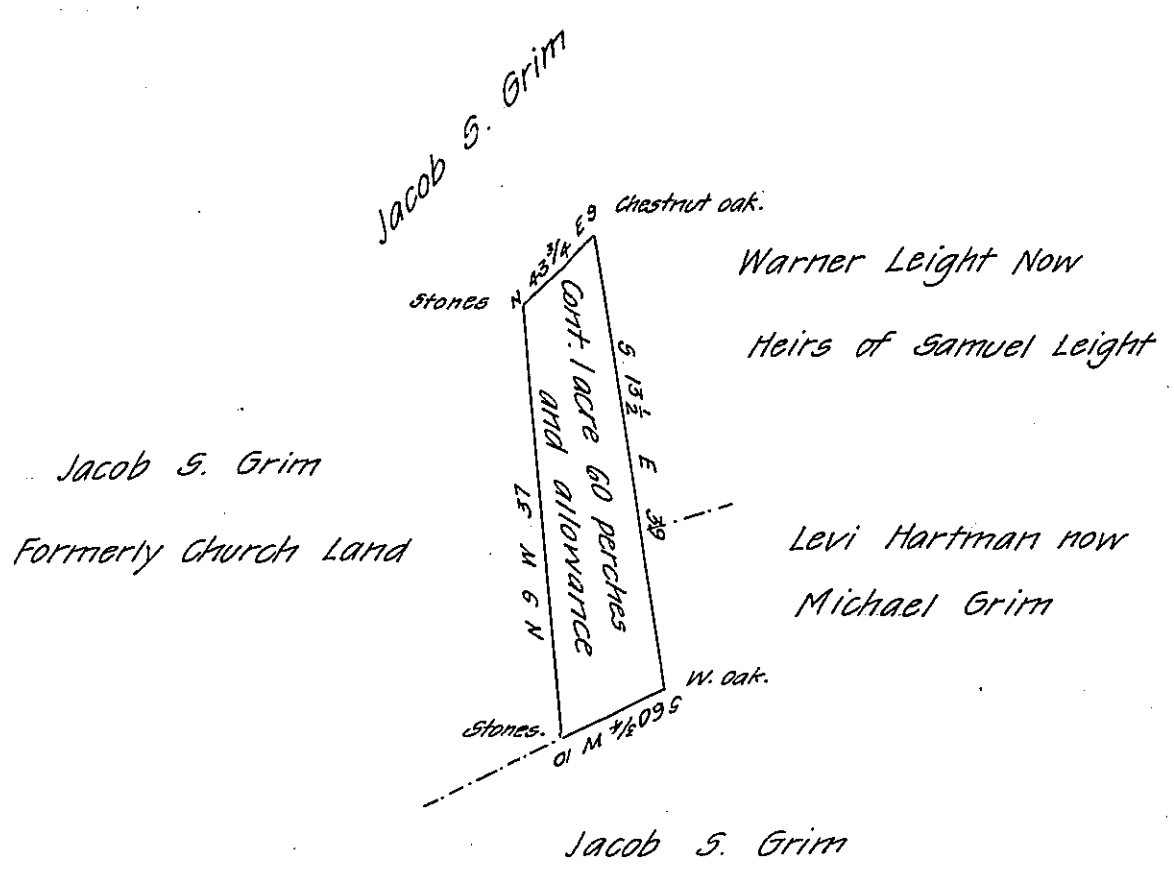 Jacob S. Grim
Chestnut oak.
N 43 3/4 E 9
Stones
Warner Leight Now
Heirs of Samuel Leight
S 13 1/2 E 39
Cont. 1 acre 60 perches
and allowance
Jacob S. Grim
Formerly Church Land
N 9 W 37
Levi Hartman now
Michael Grim
W. oak.
S 60 3/4 W 10
Stones.
Jacob S. Grim